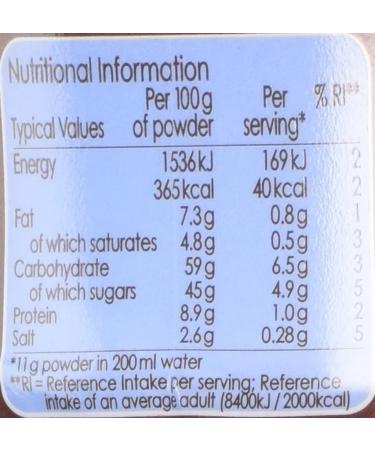 Nutritional Information
Per 100g Per % RI**
Typical Values of powder serving*
Energy 1536kJ 169kJ 2
365kcal 40kcal 2
Fat 7.3g 0.8g 1
of which saturates 4.8g 0.5g 3
Carbohydrate 59g 6.5g 3
of which sugars 45g 4.9g 5
Protein 8.9g 1.0g 2
Salt 2.6g 0.28g 5
*11g powder in 200ml water
**RI = Reference Intake per serving; Reference
intake of an average adult (8400kJ / 2000kcal)